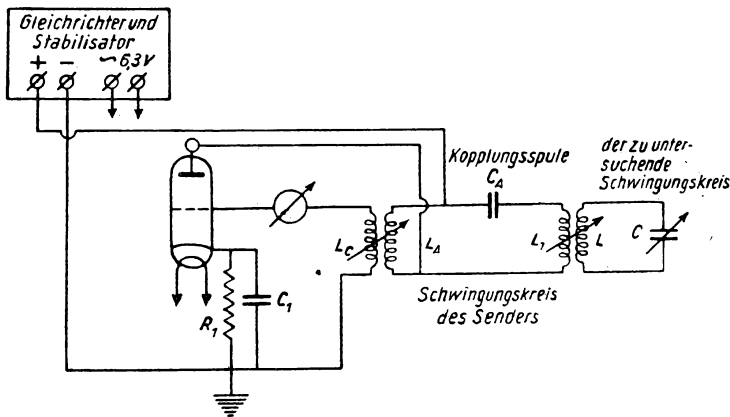 Gleichrichter und
Stabilisator
+ − ~ 6,3 V
Kopplungsspule
C_A
der zu unter-
suchende
Schwingungskreis
L_C
L_A
L_1
L
C
R_1
C_1
Schwingungskreis
des Senders